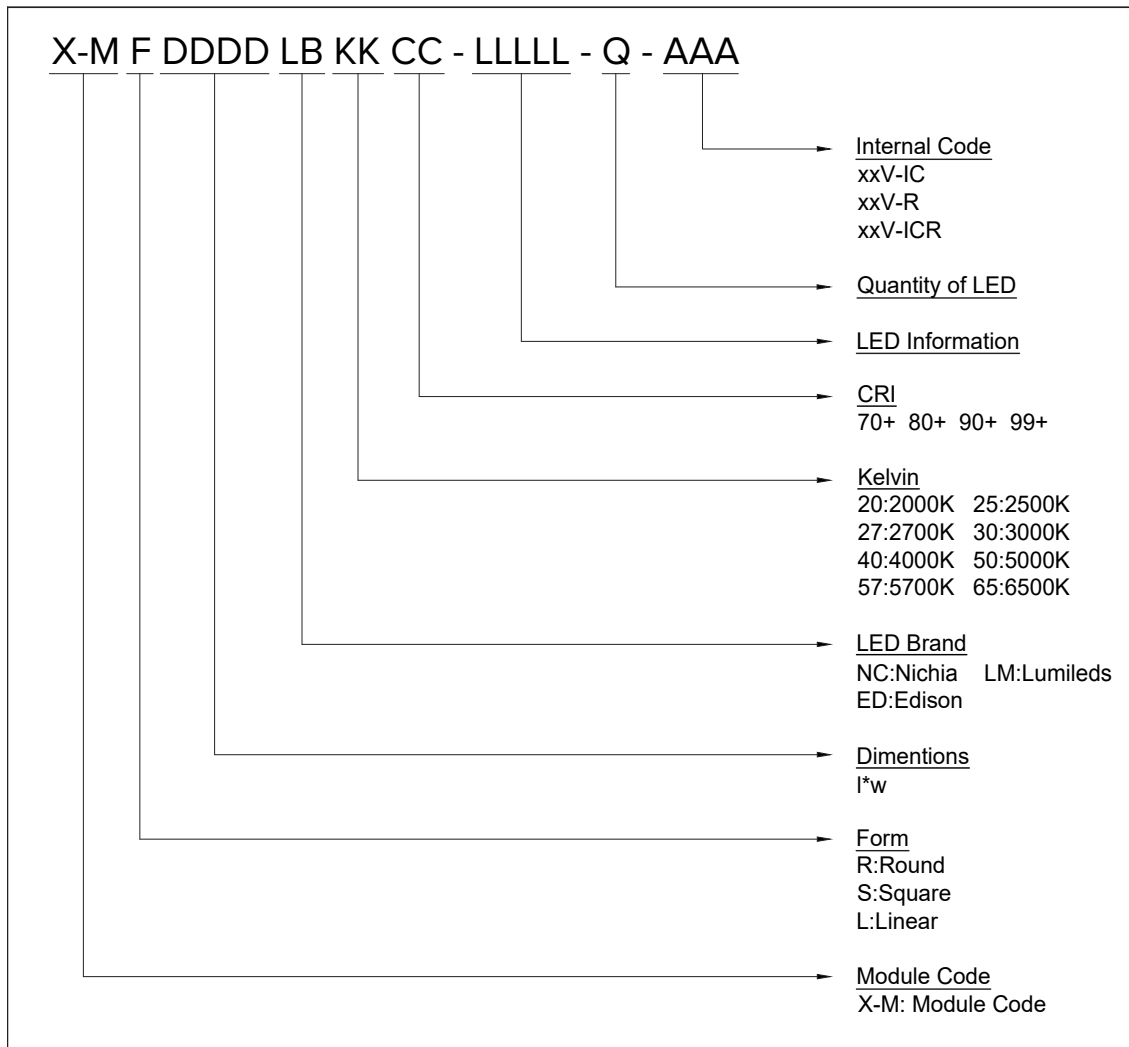 X-M F DDDD LB KK CC - LLLLL - Q - AAA
Internal Code
xxV-IC
xxV-R
xxV-ICR
Quantity of LED
LED Information
CRI
70+ 80+ 90+ 99+
Kelvin
20:2000K 25:2500K
27:2700K 30:3000K
40:4000K 50:5000K
57:5700K 65:6500K
LED Brand
NC:Nichia LM:Lumileds
ED:Edison
Dimentions
l*w
Form
R:Round
S:Square
L:Linear
Module Code
X-M: Module Code